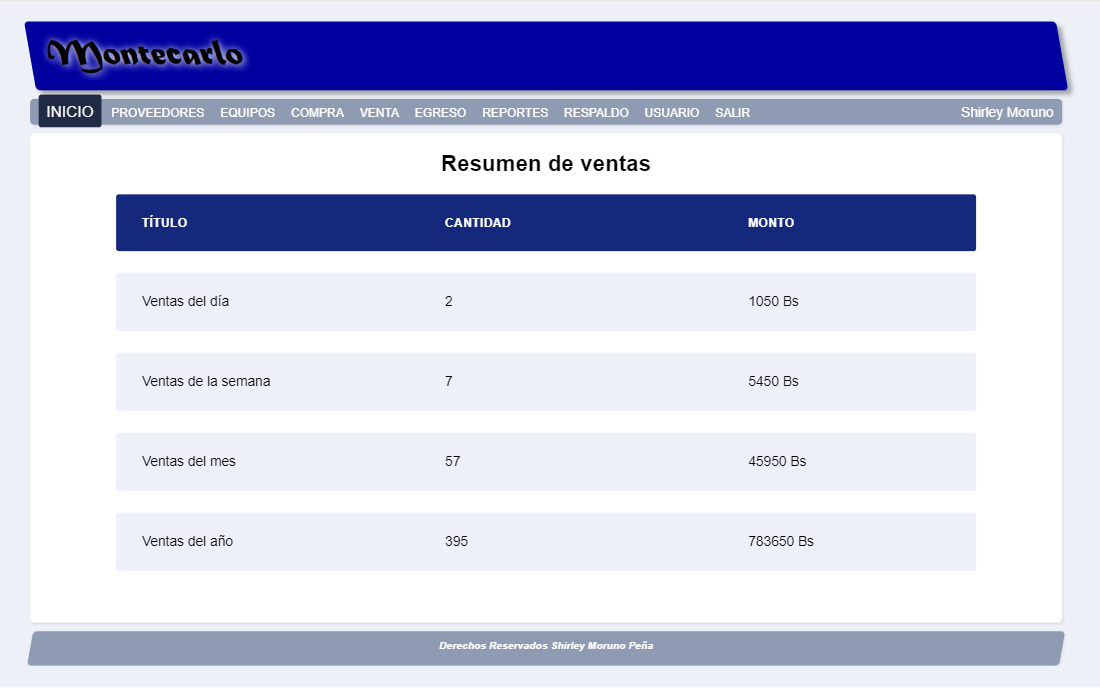 Montecarlo
INICIO PROVEEDORES EQUIPOS COMPRA VENTA EGRESO REPORTES RESPALDO USUARIO SALIR Shirley Moruno
Resumen de ventas
TÍTULO CANTIDAD MONTO
Ventas del día 2 1050 Bs
Ventas de la semana 7 5450 Bs
Ventas del mes 57 45950 Bs
Ventas del año 395 783650 Bs
Derechos Reservados Shirley Moruno Peña